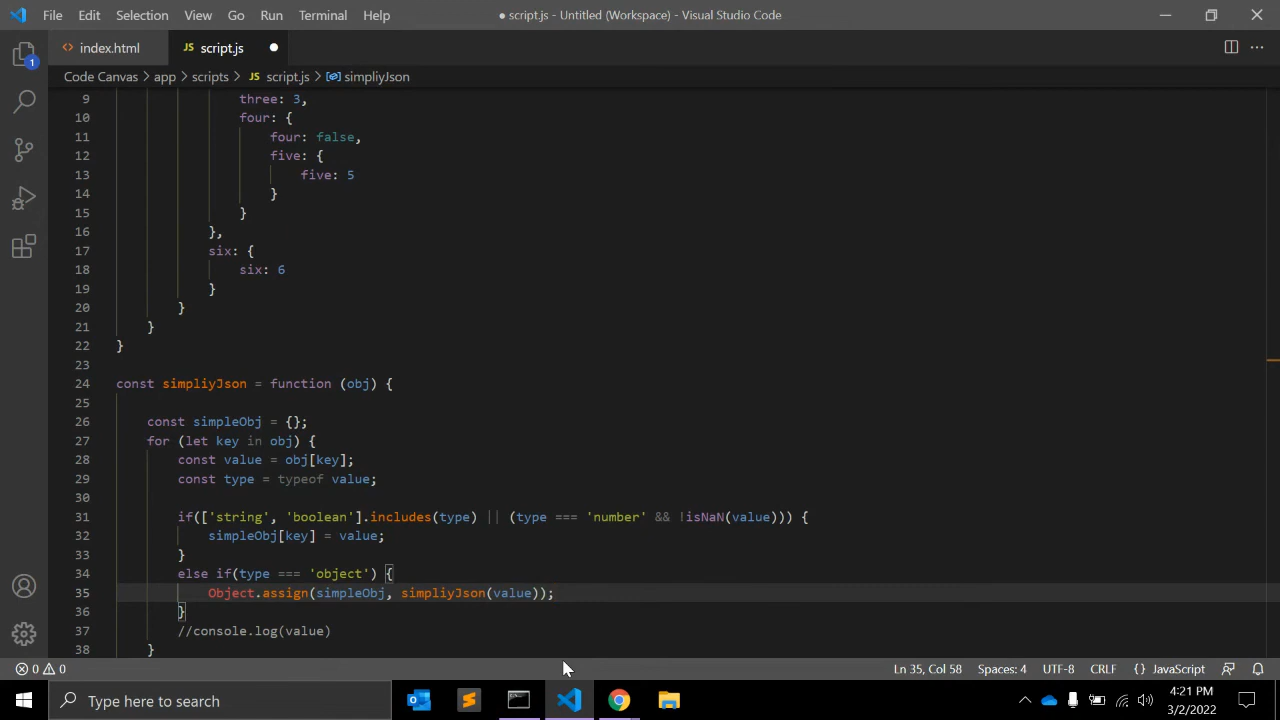 File Edit Selection View Go Run Terminal Help
● script.js - Untitled (Workspace) - Visual Studio Code
<> index.html
JS script.js ●
Code Canvas > app > scripts > JS script.js > simpliyJson
1
9 three: 3,
10 four: {
11 four: false,
12 five: {
13 five: 5
14 }
15 }
16 },
17 six: {
18 six: 6
19 }
20 }
21 }
22 }
23
24 const simpliyJson = function (obj) {
25
26 const simpleObj = {};
27 for (let key in obj) {
28 const value = obj[key];
29 const type = typeof value;
30
31 if(['string', 'boolean'].includes(type) || (type === 'number' && !isNaN(value))) {
32 simpleObj[key] = value;
33 }
34 else if(type === 'object') {
35 Object.assign(simpleObj, simpliyJson(value));
36 }
37 //console.log(value)
38 }
0 0 Ln 35, Col 58 Spaces: 4 UTF-8 CRLF {} JavaScript
Type here to search
4:21 PM
3/2/2022